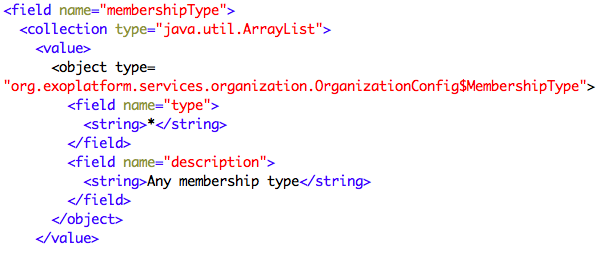 <field name="membershipType">
<collection type="java.util.ArrayList">
<value>
<object type=
"org.exoplatform.services.organization.OrganizationConfig$MembershipType">
<field name="type">
<string>*</string>
</field>
<field name="description">
<string>Any membership type</string>
</field>
</object>
</value>